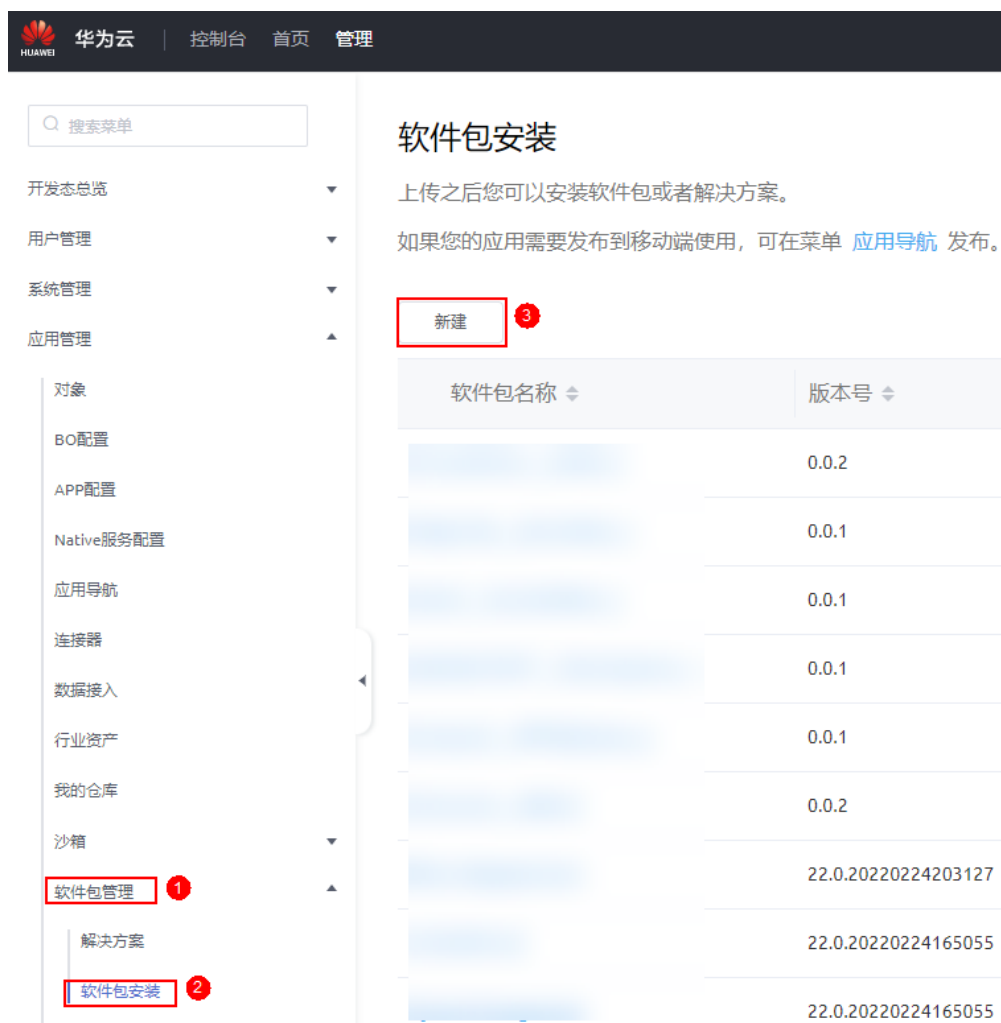 HUAWEI 华为云 控制台 首页 管理
搜索菜单
开发态总览
用户管理
系统管理
应用管理
对象
BO配置
APP配置
Native服务配置
应用导航
连接器
数据接入
行业资产
我的仓库
沙箱
软件包管理 1
解决方案
软件包安装 2
软件包安装
上传之后您可以安装软件包或者解决方案。
如果您的应用需要发布到移动端使用，可在菜单 应用导航 发布。
新建 3
软件包名称 版本号
0.0.2
0.0.1
0.0.1
0.0.1
0.0.1
0.0.2
22.0.20220224203127
22.0.20220224165055
22.0.20220224165055